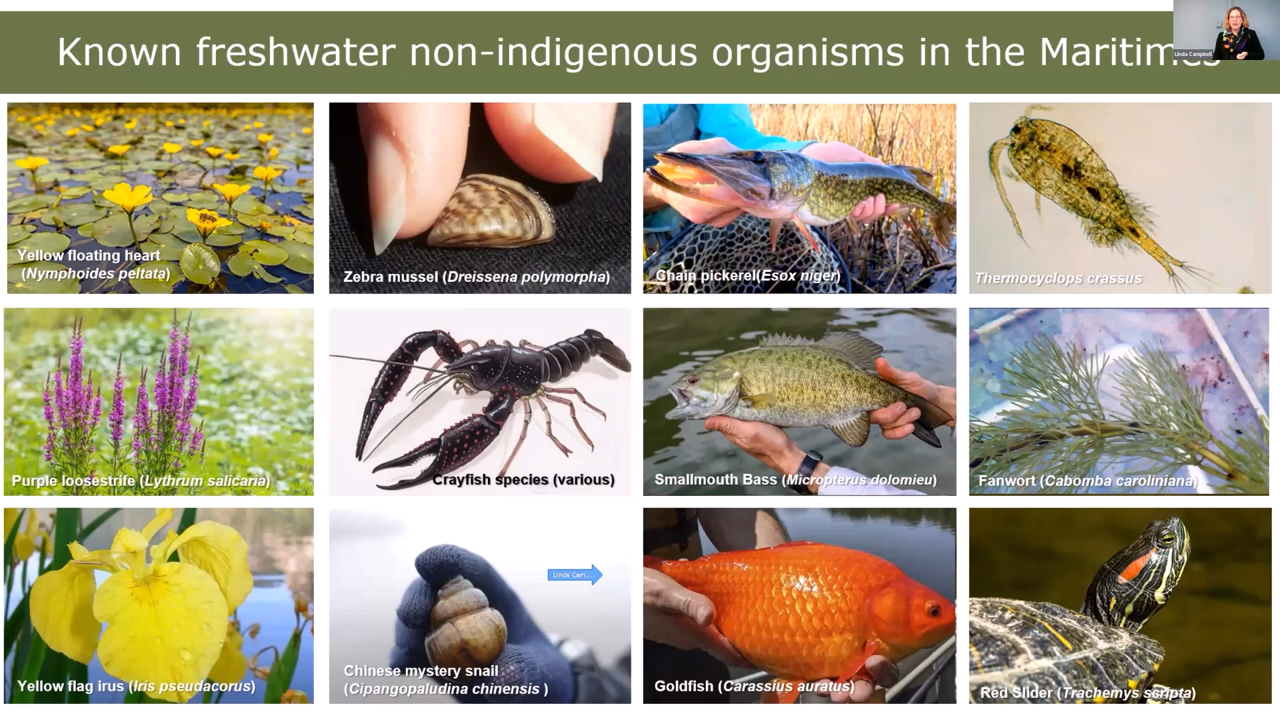 Known freshwater non-indigenous organisms in the Maritimes
Linda Campbell
Yellow floating heart
(Nymphoides peltata)
Zebra mussel (Dreissena polymorpha)
Chain pickerel(Esox niger)
Thermocyclops crassus
Purple loosestrife (Lythrum salicaria)
Crayfish species (various)
Smallmouth Bass (Micropterus dolomieu)
Fanwort (Cabomba caroliniana)
Yellow flag irus (Iris pseudacorus)
Linda Cam...
Chinese mystery snail
(Cipangopaludina chinensis )
Goldfish (Carassius auratus)
Red Slider (Trachemys scripta)